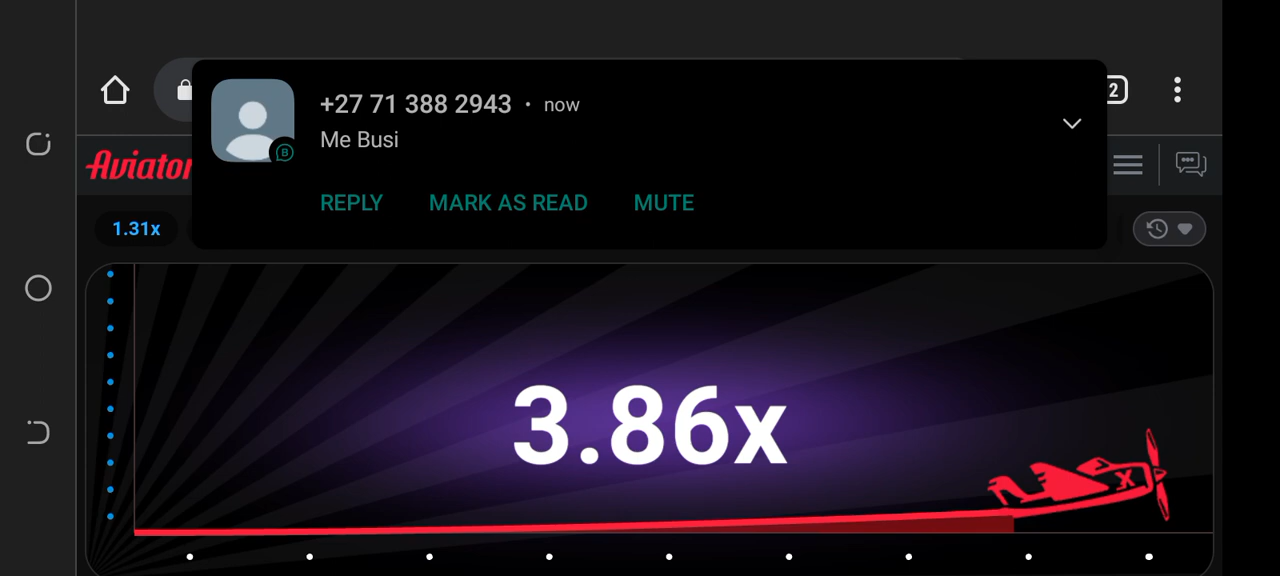 2
+27 71 388 2943 • now
Me Busi
REPLY MARK AS READ MUTE
Aviator
1.31x
3.86x
X